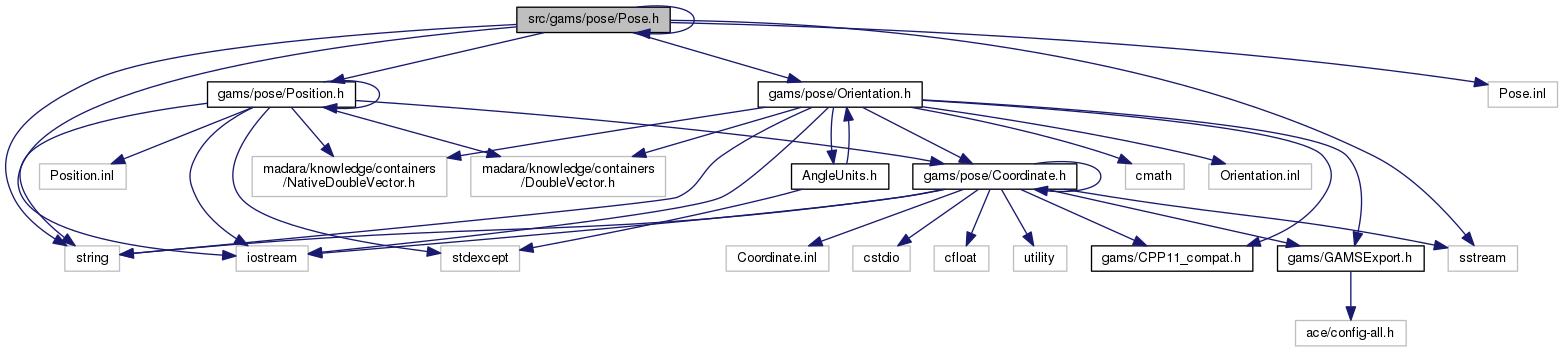 src/gams/pose/Pose.h
gams/pose/Position.h
gams/pose/Orientation.h
Pose.inl
Position.inl
madara/knowledge/containers
/NativeDoubleVector.h
madara/knowledge/containers
/DoubleVector.h
AngleUnits.h
gams/pose/Coordinate.h
cmath
Orientation.inl
string
iostream
stdexcept
Coordinate.inl
cstdio
cfloat
utility
gams/CPP11_compat.h
gams/GAMSExport.h
sstream
ace/config-all.h